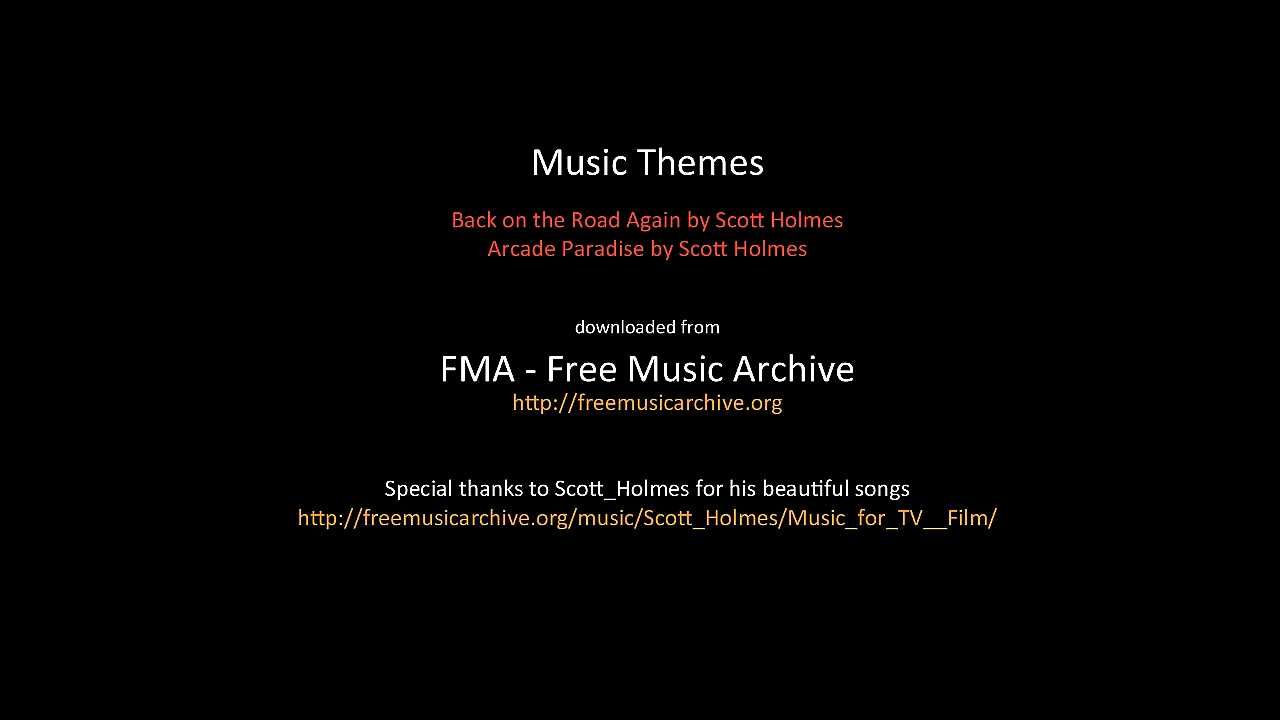 Music Themes
Back on the Road Again by Scott Holmes
Arcade Paradise by Scott Holmes
downloaded from
FMA - Free Music Archive
http://freemusicarchive.org
Special thanks to Scott_Holmes for his beautiful songs
http://freemusicarchive.org/music/Scott_Holmes/Music_for_TV__Film/